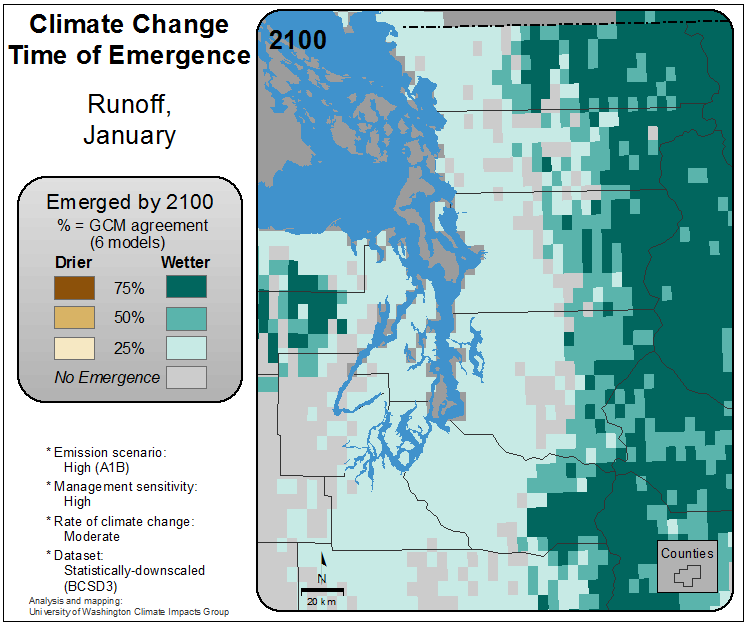 Climate Change
Time of Emergence
Runoff,
January
Emerged by 2100
% = GCM agreement
(6 models)
Drier Wetter
75%
50%
25%
No Emergence
* Emission scenario:
High (A1B)
* Management sensitivity:
High
* Rate of climate change:
Moderate
* Dataset:
Statistically-downscaled
(BCSD3)
Analysis and mapping:
University of Washington Climate Impacts Group
2100
N
20 km
Counties